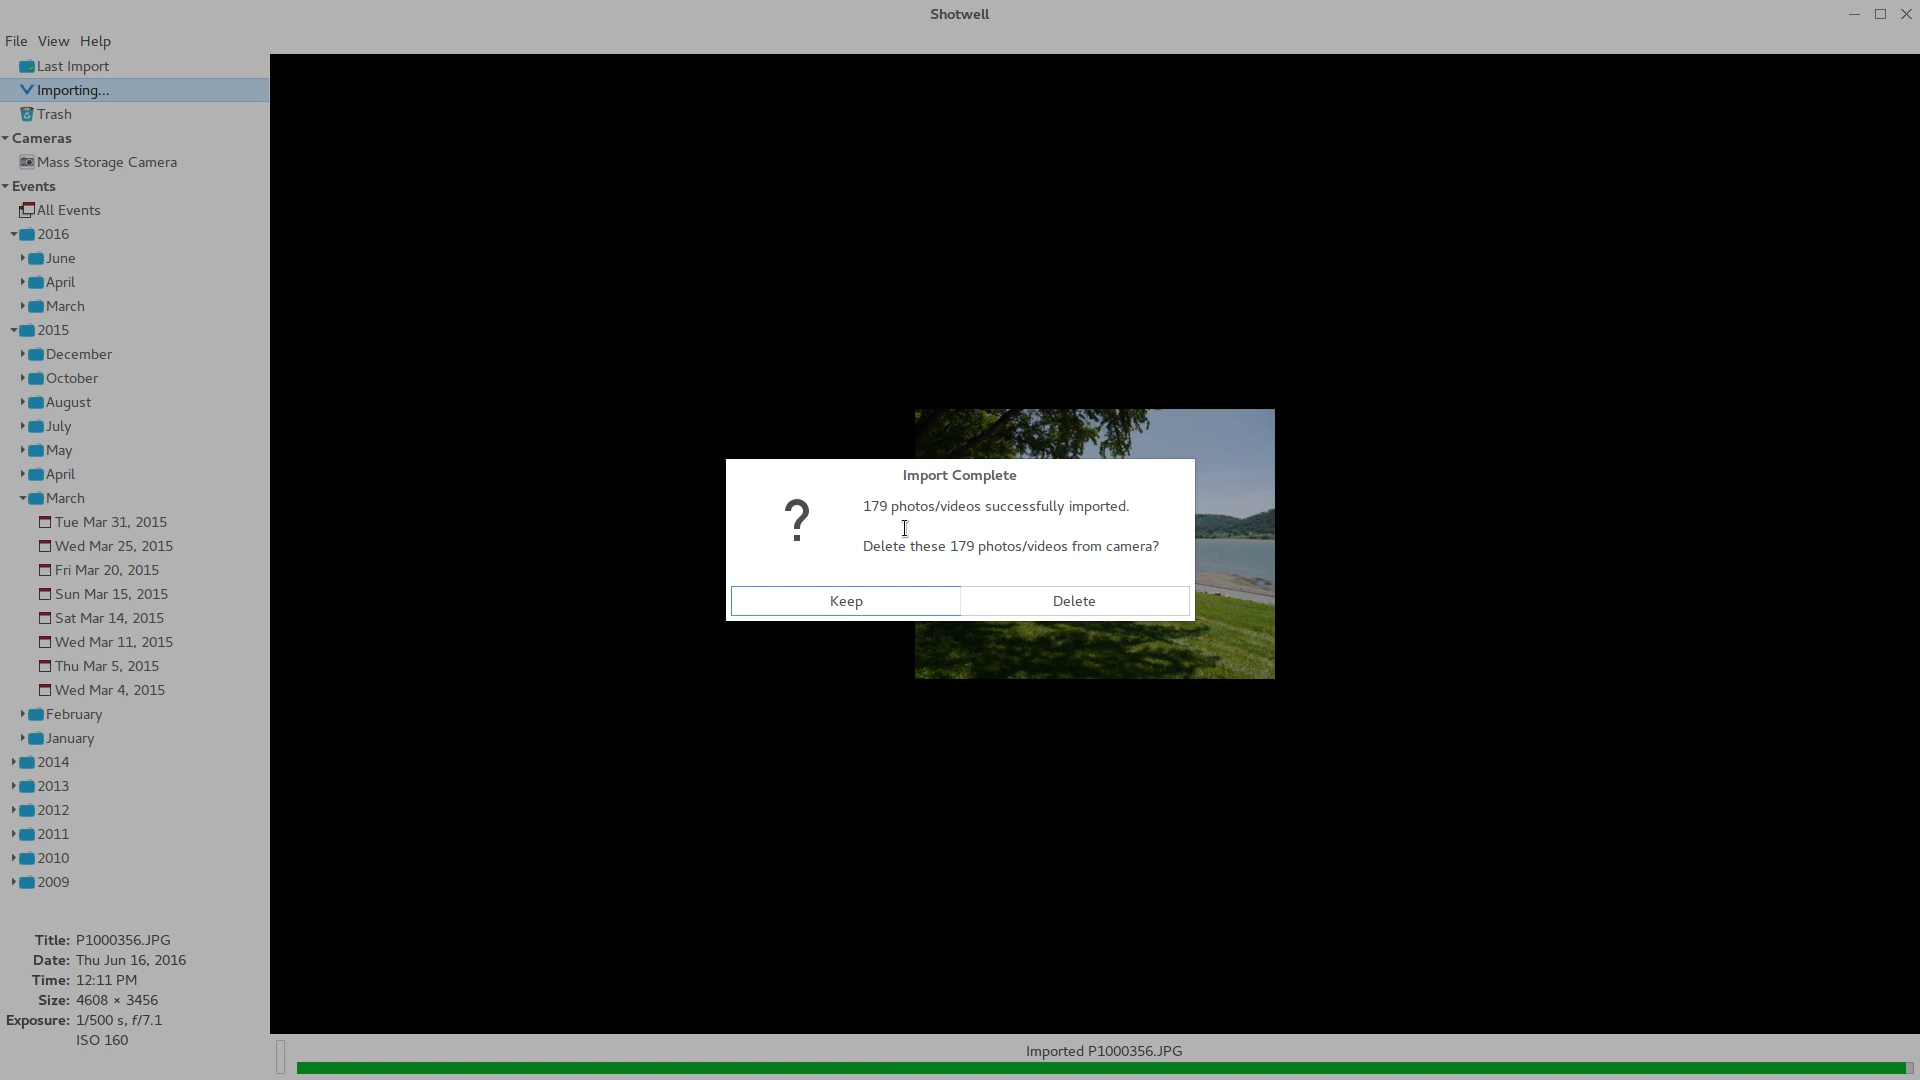 Shotwell
File View Help
Last Import
Importing...
Trash
Cameras
Mass Storage Camera
Events
All Events
2016
June
April
March
2015
December
October
August
July
May
April
March
Tue Mar 31, 2015
Wed Mar 25, 2015
Fri Mar 20, 2015
Sun Mar 15, 2015
Sat Mar 14, 2015
Wed Mar 11, 2015
Thu Mar 5, 2015
Wed Mar 4, 2015
February
January
2014
2013
2012
2011
2010
2009
Title: P1000356.JPG
Date: Thu Jun 16, 2016
Time: 12:11 PM
Size: 4608 × 3456
Exposure: 1/500 s, f/7.1
ISO 160
Import Complete
?
179 photos/videos successfully imported.
Delete these 179 photos/videos from camera?
Keep Delete
Imported P1000356.JPG